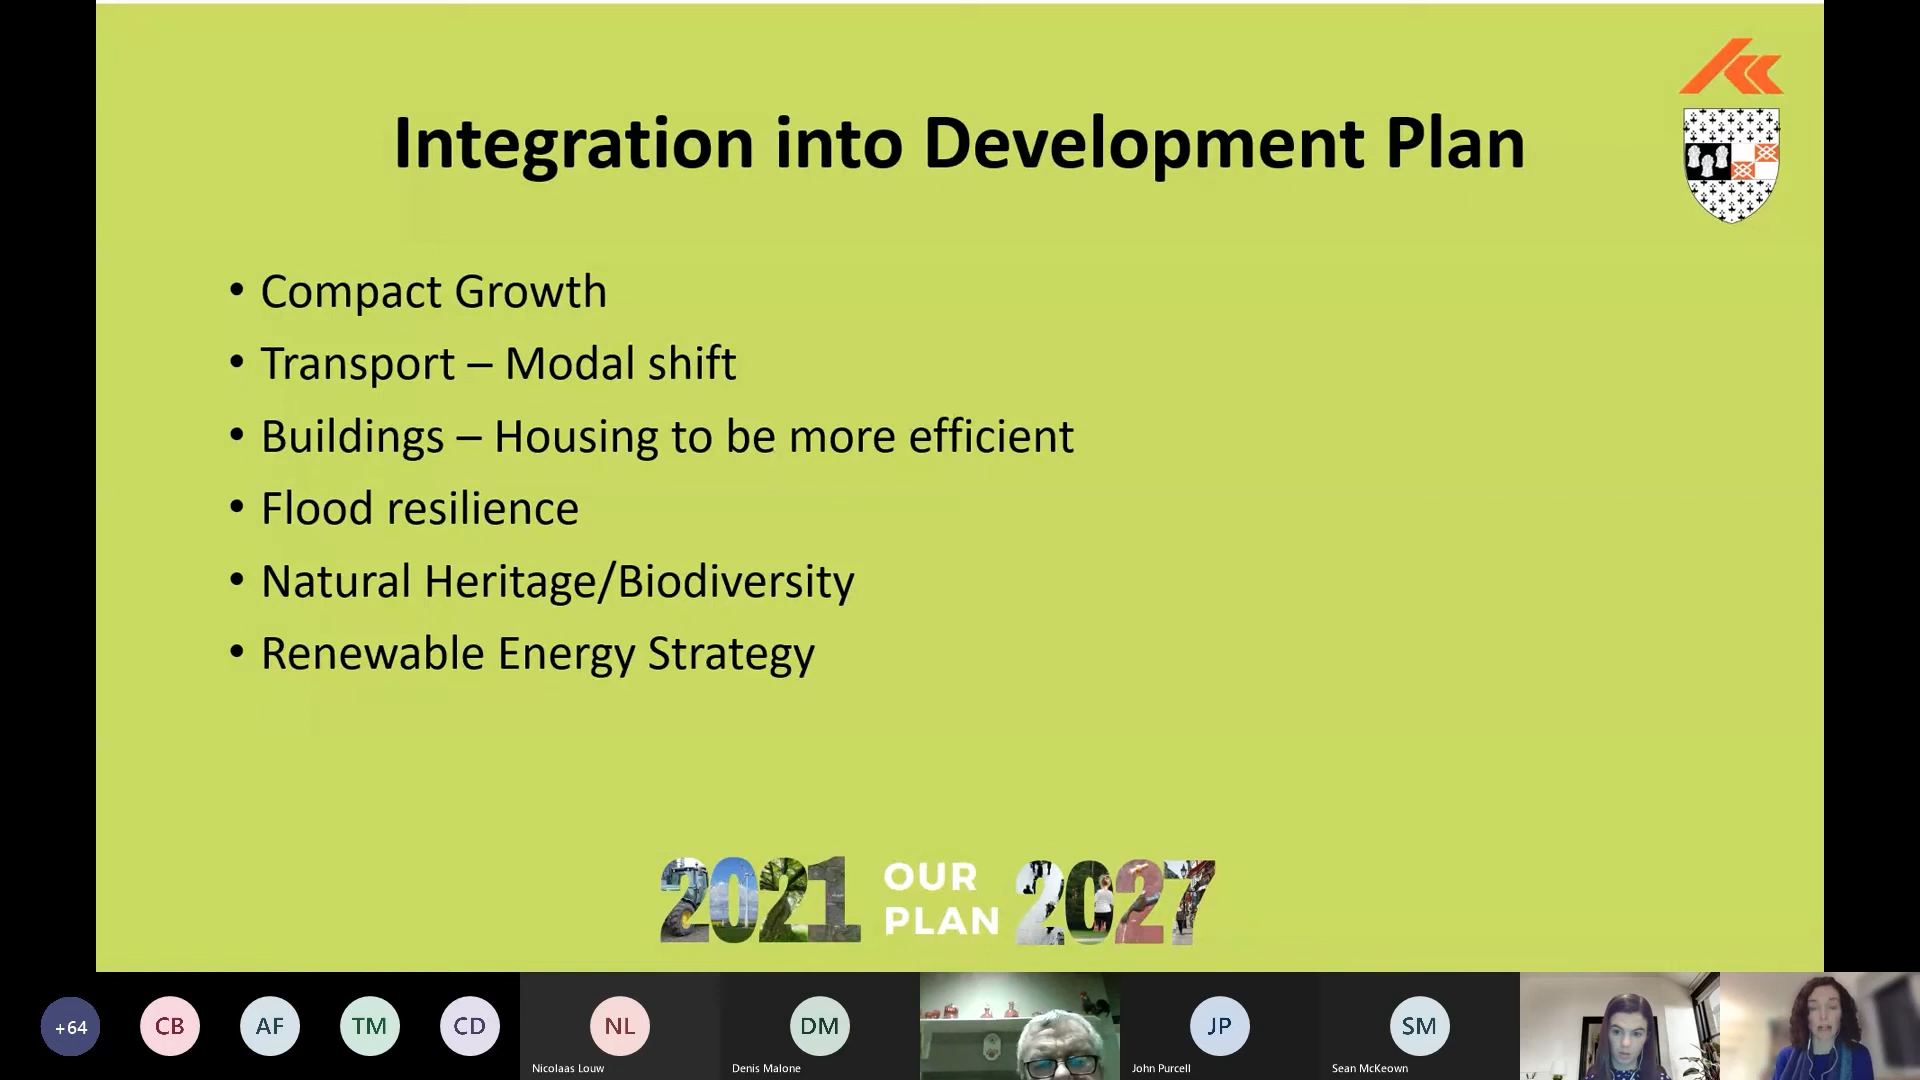 Integration into Development Plan
• Compact Growth
• Transport – Modal shift
• Buildings – Housing to be more efficient
• Flood resilience
• Natural Heritage/Biodiversity
• Renewable Energy Strategy
2021 OUR PLAN 2027
+64
CB
AF
TM
CD
NL
Nicolaas Louw
DM
Denis Malone
JP
John Purcell
SM
Sean McKeown